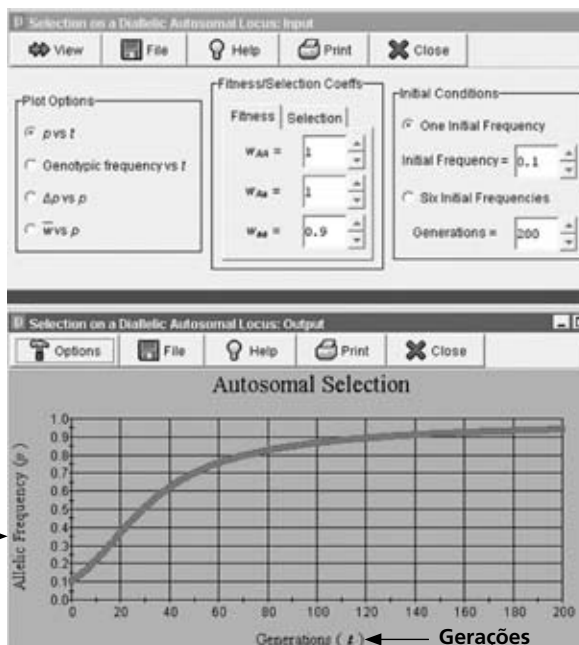 Selection on a Diallelic Autosomal Locus: Input
View File Help Print Close
Plot Options
p vs t
Genotypic frequency vs t
Δp vs p
w̅ vs p
Fitness/Selection Coeffs
Fitness Selection
wAA = 1
wAa = 1
waa = 0.9
Initial Conditions
One Initial Frequency
Initial Frequency = 0.1
Six Initial Frequencies
Generations = 200
Selection on a Diallelic Autosomal Locus: Output
Options File Help Print Close
Autosomal Selection
Allelic Frequency (p)
1.0
0.9
0.8
0.7
0.6
0.5
0.4
0.3
0.2
0.1
0.0
0 20 40 60 80 100 120 140 160 180 200
Generations (t)
Gerações